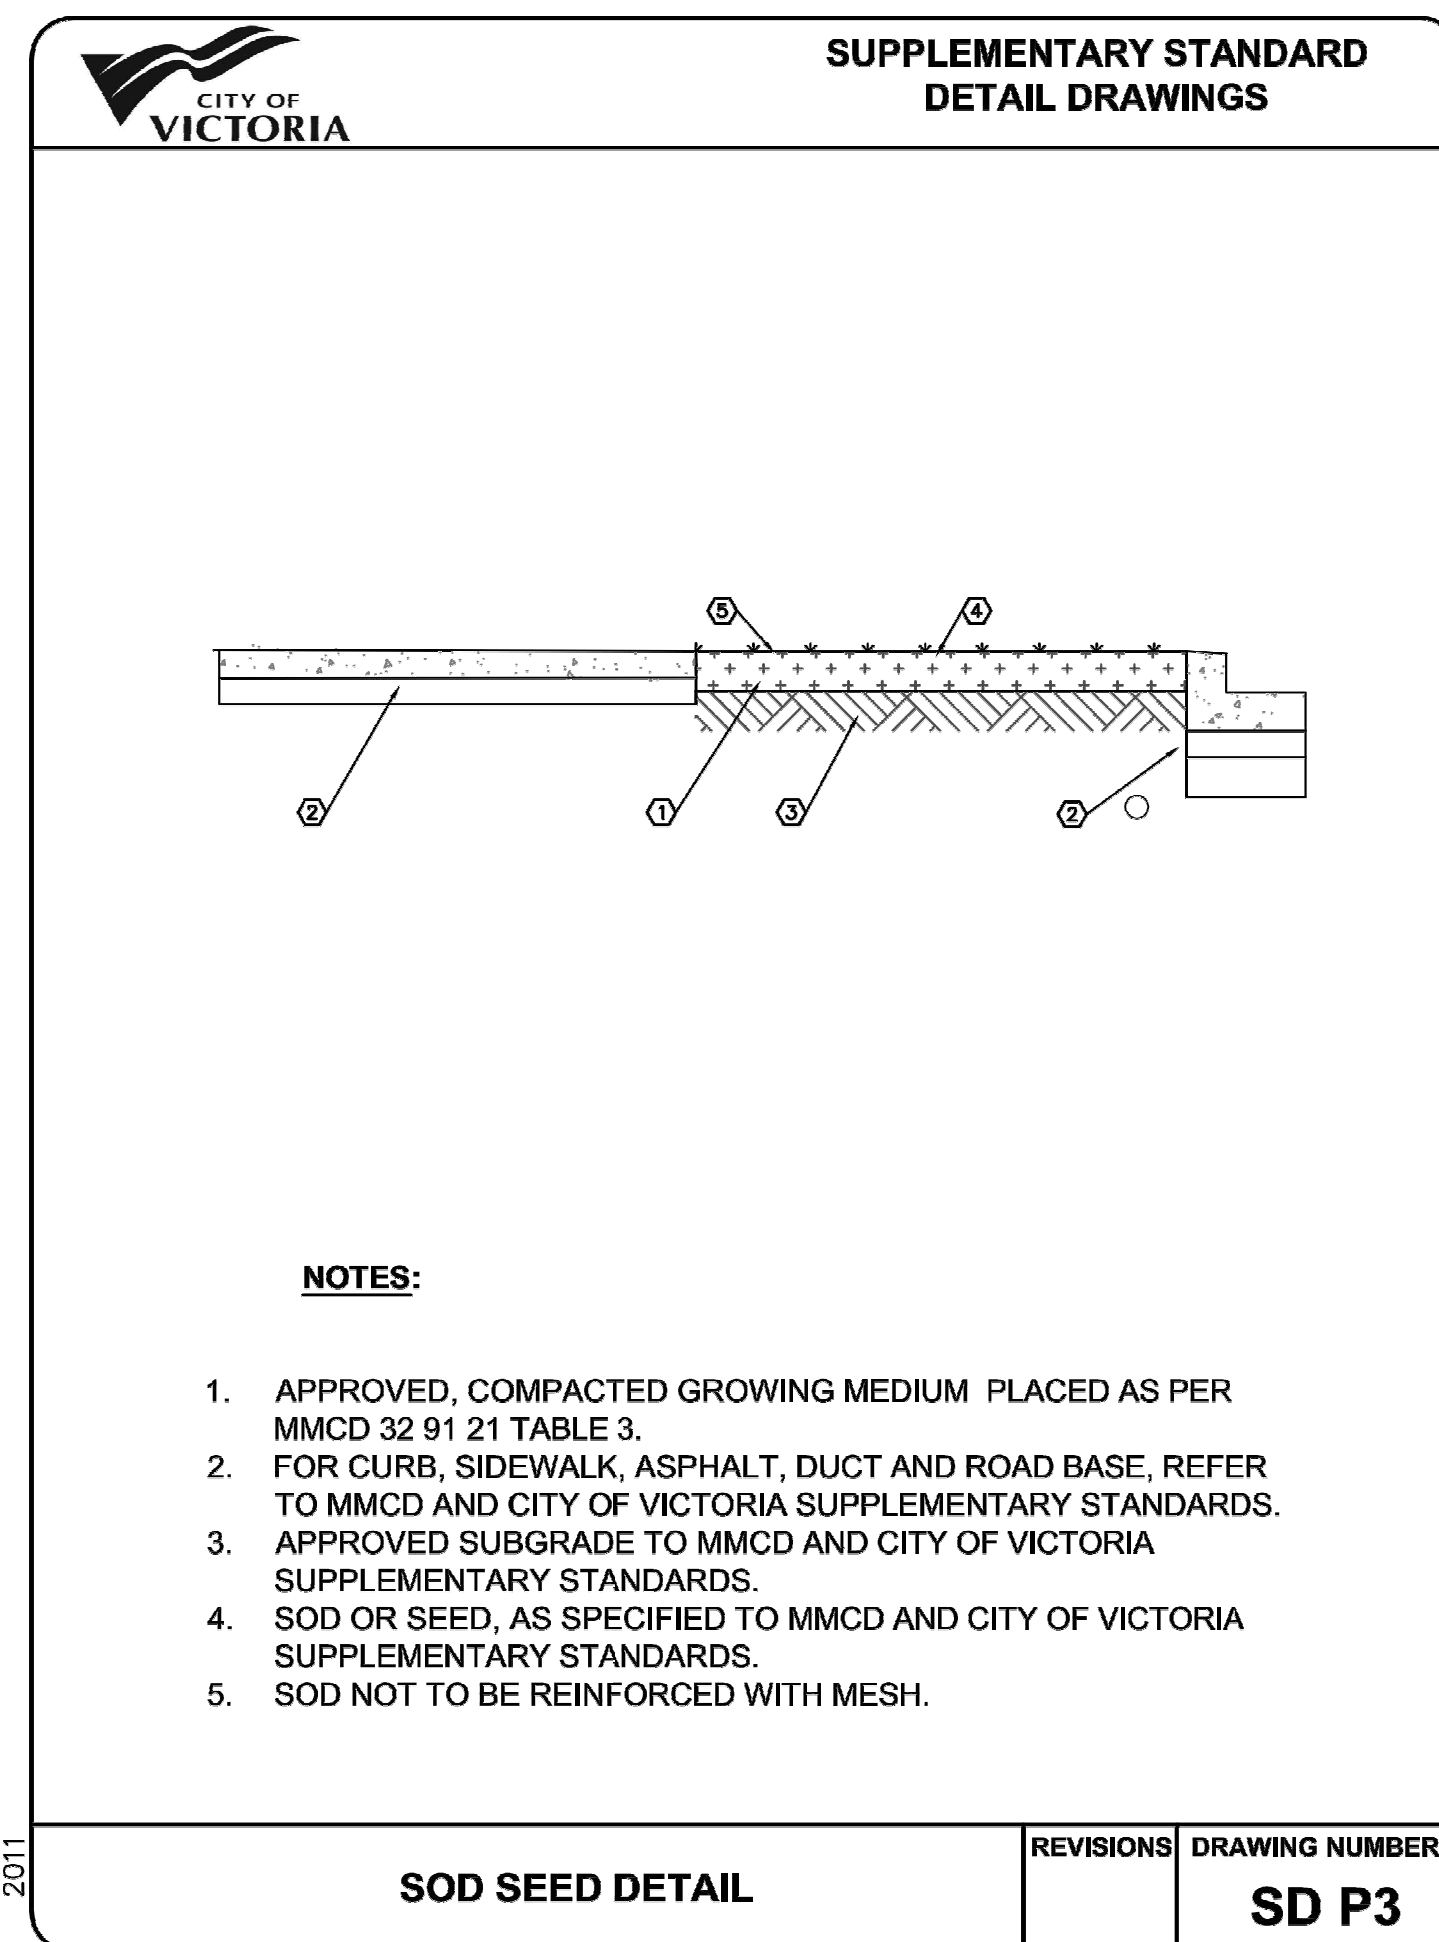 CITY OF
VICTORIA
SUPPLEMENTARY STANDARD
DETAIL DRAWINGS
5
4
2
1
3
2
NOTES:
1. APPROVED, COMPACTED GROWING MEDIUM PLACED AS PER
MMCD 32 91 21 TABLE 3.
2. FOR CURB, SIDEWALK, ASPHALT, DUCT AND ROAD BASE, REFER
TO MMCD AND CITY OF VICTORIA SUPPLEMENTARY STANDARDS.
3. APPROVED SUBGRADE TO MMCD AND CITY OF VICTORIA
SUPPLEMENTARY STANDARDS.
4. SOD OR SEED, AS SPECIFIED TO MMCD AND CITY OF VICTORIA
SUPPLEMENTARY STANDARDS.
5. SOD NOT TO BE REINFORCED WITH MESH.
2011
SOD SEED DETAIL
REVISIONS
DRAWING NUMBER
SD P3